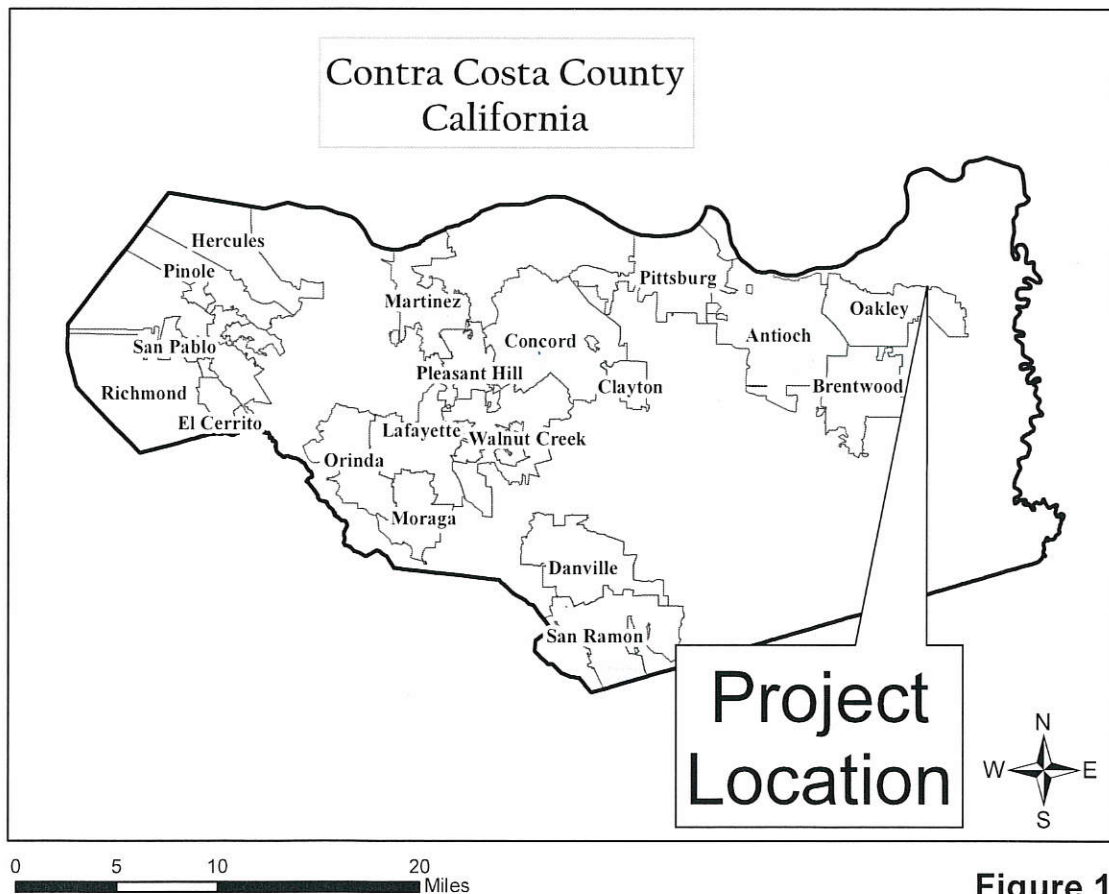 Contra Costa County
California
Hercules
Pinole
Martinez
Pittsburg
Oakley
San Pablo
Concord
Antioch
Richmond
Pleasant Hill
Clayton
Brentwood
El Cerrito
Lafayette
Walnut Creek
Orinda
Moraga
Danville
San Ramon
Project
Location
N
W
E
S
0 5 10 20
Miles
Figure 1